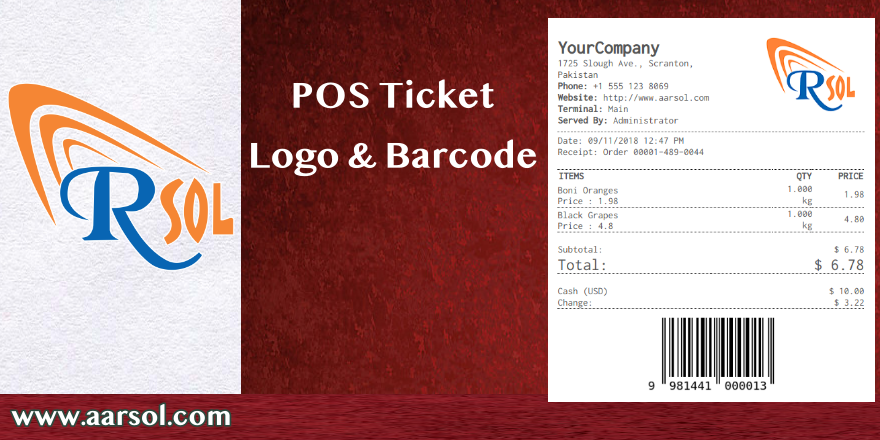 RSOL
POS Ticket
Logo & Barcode
www.aarsol.com
YourCompany
1725 Slough Ave., Scranton,
Pakistan
Phone: +1 555 123 8069
Website: http://www.aarsol.com
Terminal: Main
Served By: Administrator
RSOL
Date: 09/11/2018 12:47 PM
Receipt: Order 00001-489-0044
ITEMS QTY PRICE
Boni Oranges 1.000 1.98
Price : 1.98 kg
Black Grapes 1.000 4.80
Price : 4.8 kg
Subtotal: $ 6.78
Total: $ 6.78
Cash (USD) $ 10.00
Change: $ 3.22
9 981441 000013